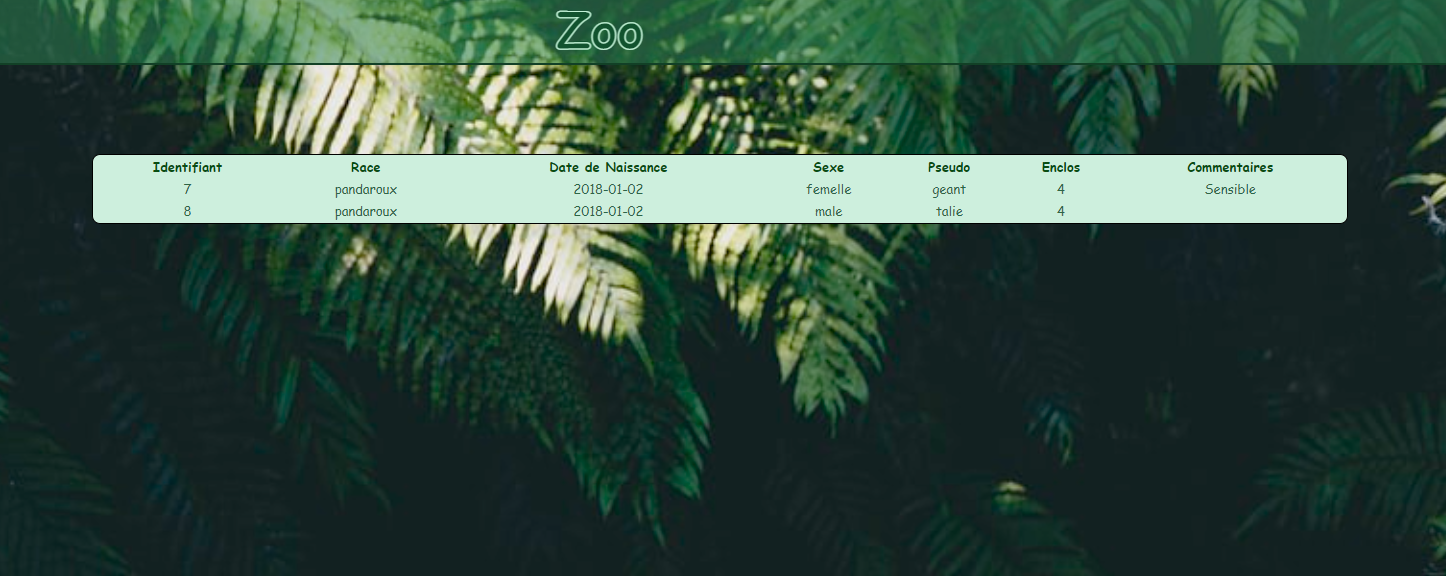 Zoo
Identifiant Race Date de Naissance Sexe Pseudo Enclos Commentaires
7 pandaroux 2018-01-02 femelle geant 4 Sensible
8 pandaroux 2018-01-02 male talie 4